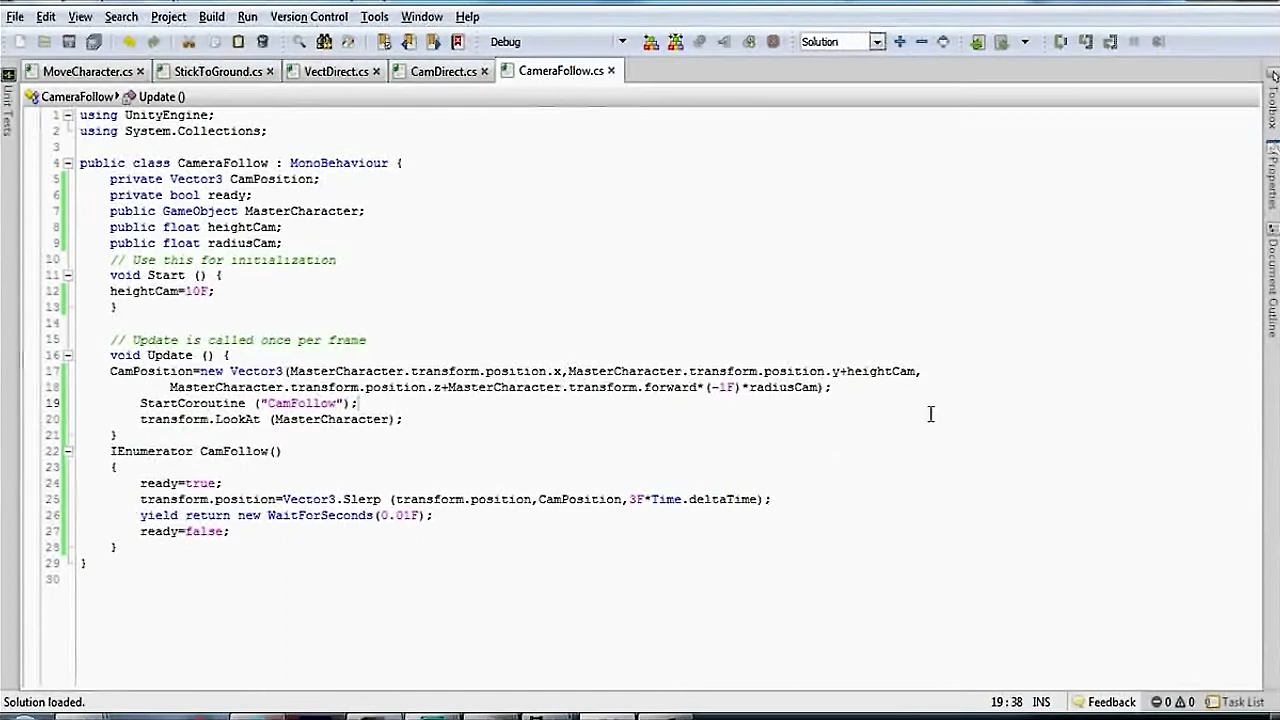 File Edit View Search Project Build Run Version Control Tools Window Help
Debug Solution
MoveCharacter.cs × StickToGround.cs × VectDirect.cs × CamDirect.cs × CameraFollow.cs ×
CameraFollow Update ()
1 using UnityEngine;
2 using System.Collections;
3
4 public class CameraFollow : MonoBehaviour {
5 private Vector3 CamPosition;
6 private bool ready;
7 public GameObject MasterCharacter;
8 public float heightCam;
9 public float radiusCam;
10 // Use this for initialization
11 void Start () {
12 heightCam=10F;
13 }
14
15 // Update is called once per frame
16 void Update () {
17 CamPosition=new Vector3(MasterCharacter.transform.position.x,MasterCharacter.transform.position.y+heightCam,
18 MasterCharacter.transform.position.z+MasterCharacter.transform.forward*(-1F)*radiusCam);
19 StartCoroutine ("CamFollow");
20 transform.LookAt (MasterCharacter);
21 }
22 IEnumerator CamFollow()
23 {
24 ready=true;
25 transform.position=Vector3.Slerp (transform.position,CamPosition,3F*Time.deltaTime);
26 yield return new WaitForSeconds(0.01F);
27 ready=false;
28 }
29 }
30
Unit Tests
Toolbox
Properties
Document Outline
Solution loaded. 19:38 INS Feedback 0 0 Task List